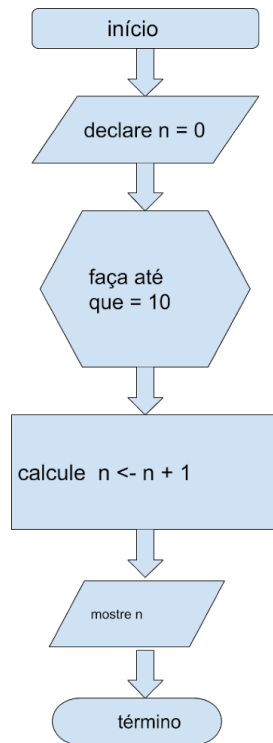 início
declare n = 0
faça até
que = 10
calcule n <- n + 1
mostre n
término